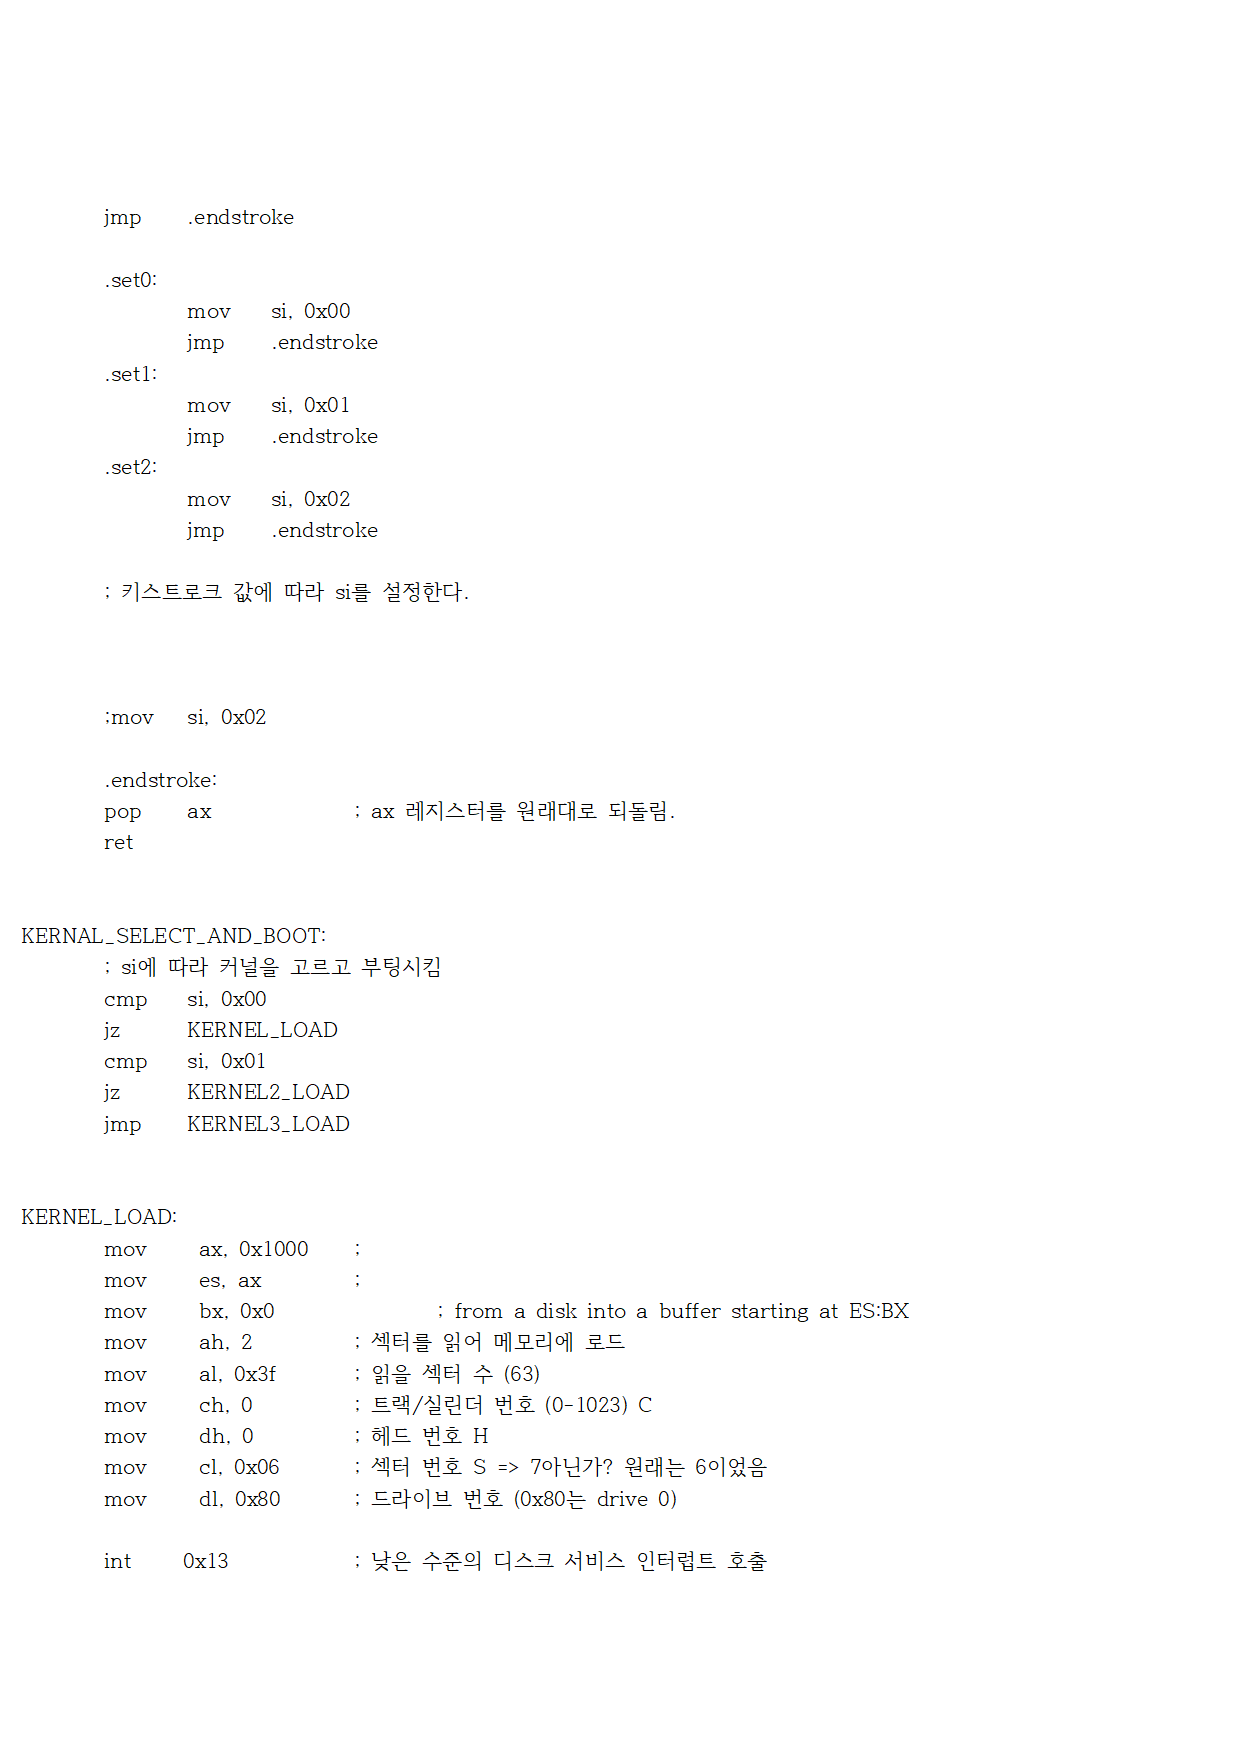 jmp .endstroke
.set0:
mov si, 0x00
jmp .endstroke
.set1:
mov si, 0x01
jmp .endstroke
.set2:
mov si, 0x02
jmp .endstroke
; 키스트로크 값에 따라 si를 설정한다.
;mov si, 0x02
.endstroke:
pop ax ; ax 레지스터를 원래대로 되돌림.
ret
KERNAL_SELECT_AND_BOOT:
; si에 따라 커널을 고르고 부팅시킴
cmp si, 0x00
jz KERNEL_LOAD
cmp si, 0x01
jz KERNEL2_LOAD
jmp KERNEL3_LOAD
KERNEL_LOAD:
mov ax, 0x1000 ;
mov es, ax ;
mov bx, 0x0 ; from a disk into a buffer starting at ES:BX
mov ah, 2 ; 섹터를 읽어 메모리에 로드
mov al, 0x3f ; 읽을 섹터 수 (63)
mov ch, 0 ; 트랙/실린더 번호 (0-1023) C
mov dh, 0 ; 헤드 번호 H
mov cl, 0x06 ; 섹터 번호 S => 7아닌가? 원래는 6이었음
mov dl, 0x80 ; 드라이브 번호 (0x80는 drive 0)
int 0x13 ; 낮은 수준의 디스크 서비스 인터럽트 호출